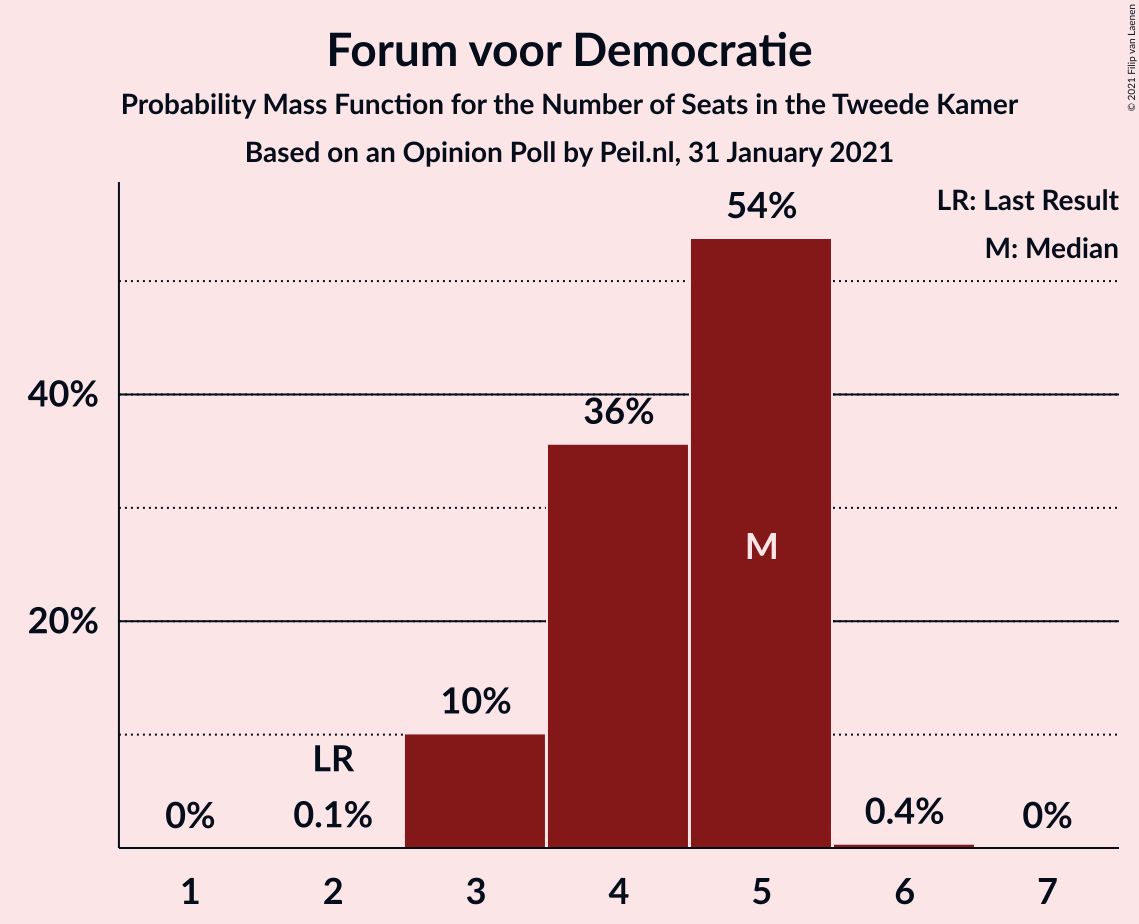 Forum voor Democratie
Probability Mass Function for the Number of Seats in the Tweede Kamer
Based on an Opinion Poll by Peil.nl, 31 January 2021
© 2021 Filip van Laenen
LR: Last Result
M: Median
54%
40%
36%
M
20%
10%
LR
0%
0.1%
0.4%
0%
1 2 3 4 5 6 7